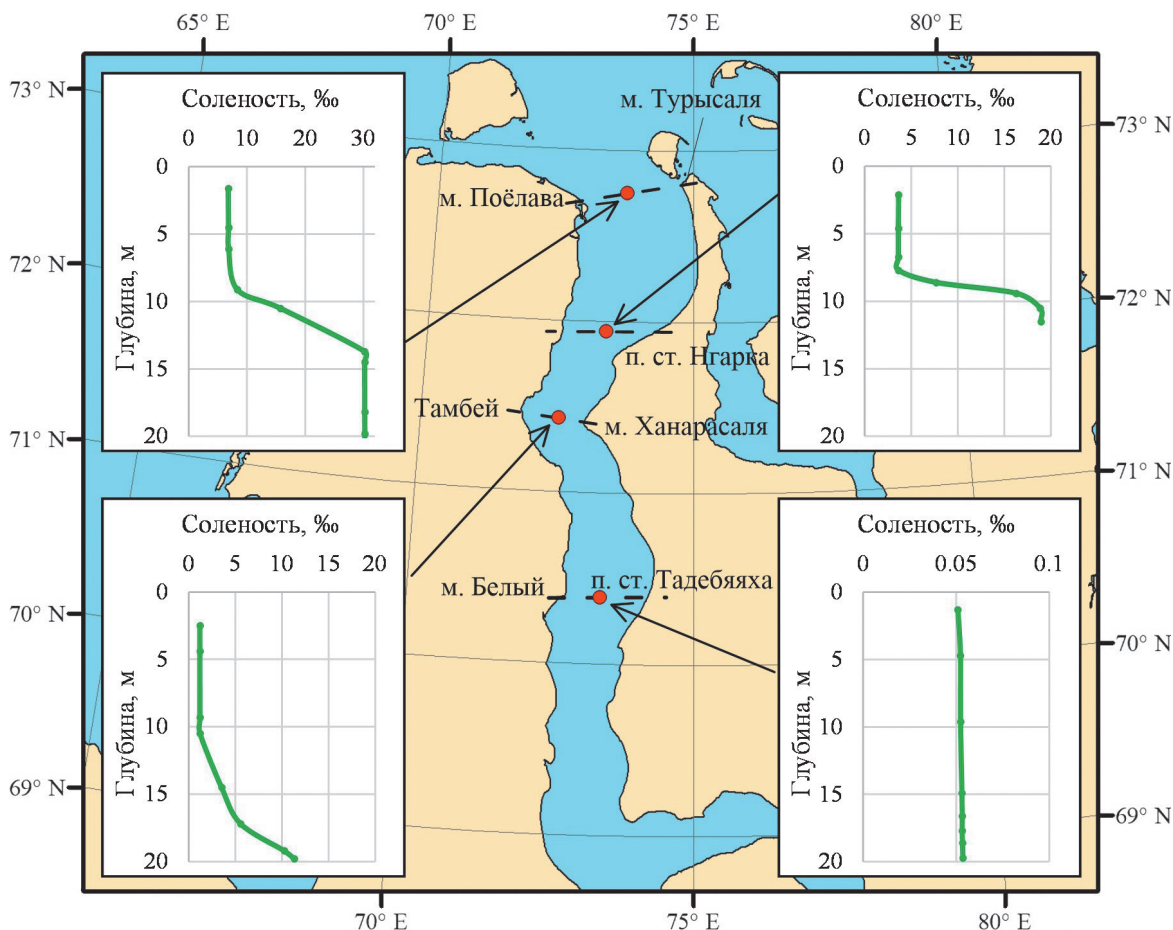 65° E 70° E 75° E 80° E
73° N
72° N
71° N
70° N
69° N
73° N
72° N
71° N
70° N
69° N
70° E 75° E 80° E
Соленость, ‰
0 10 20 30
0
5
10
15
20
Глубина, м
Соленость, ‰
0 5 10 15 20
0
5
10
15
20
Глубина, м
м. Турысаля
м. Поёлава
п. ст. Нгарка
Тамбей
м. Ханарасаля
м. Белый
п. ст. Тадебяяха
Соленость, ‰
0 5 10 15 20
0
5
10
15
20
Глубина, м
Соленость, ‰
0 0.05 0.1
0
5
10
15
20
Глубина, м